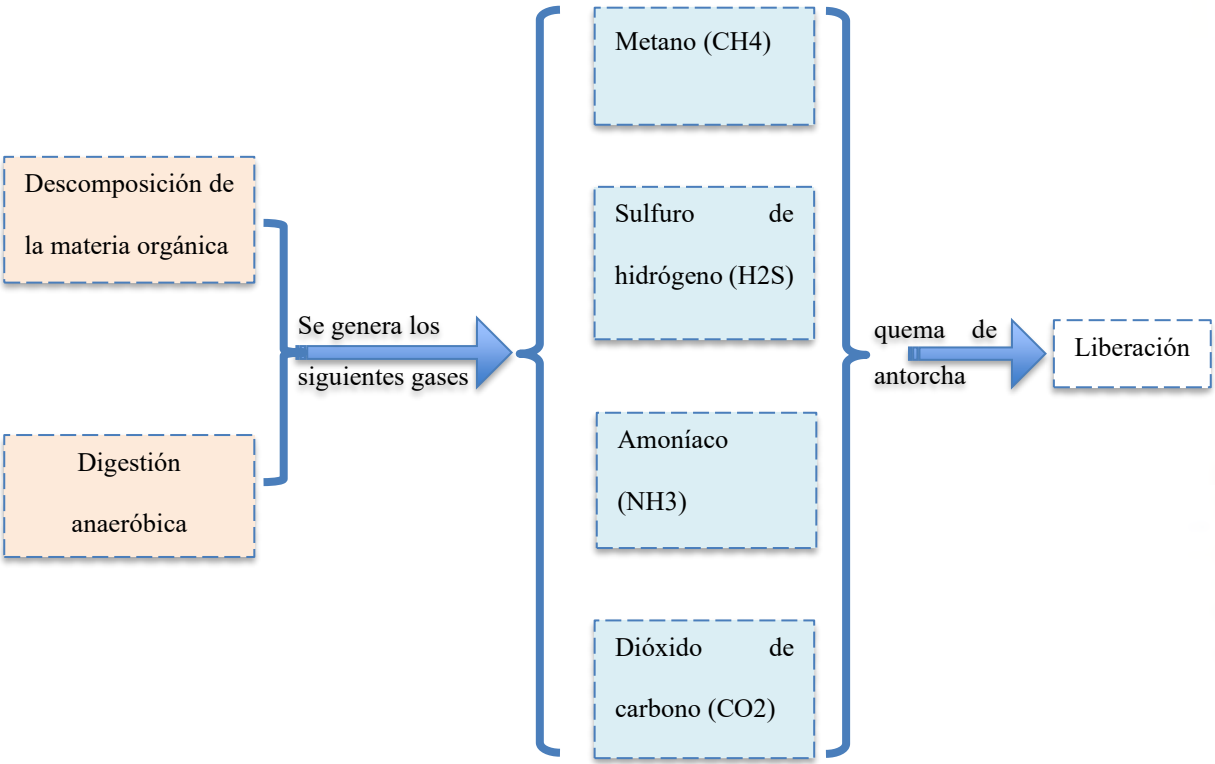 Descomposición de
la materia orgánica
Digestión
anaeróbica
Se genera los
siguientes gases
Metano (CH4)
Sulfuro de
hidrógeno (H2S)
Amoníaco
(NH3)
Dióxido de
carbono (CO2)
quema de
antorcha
Liberación